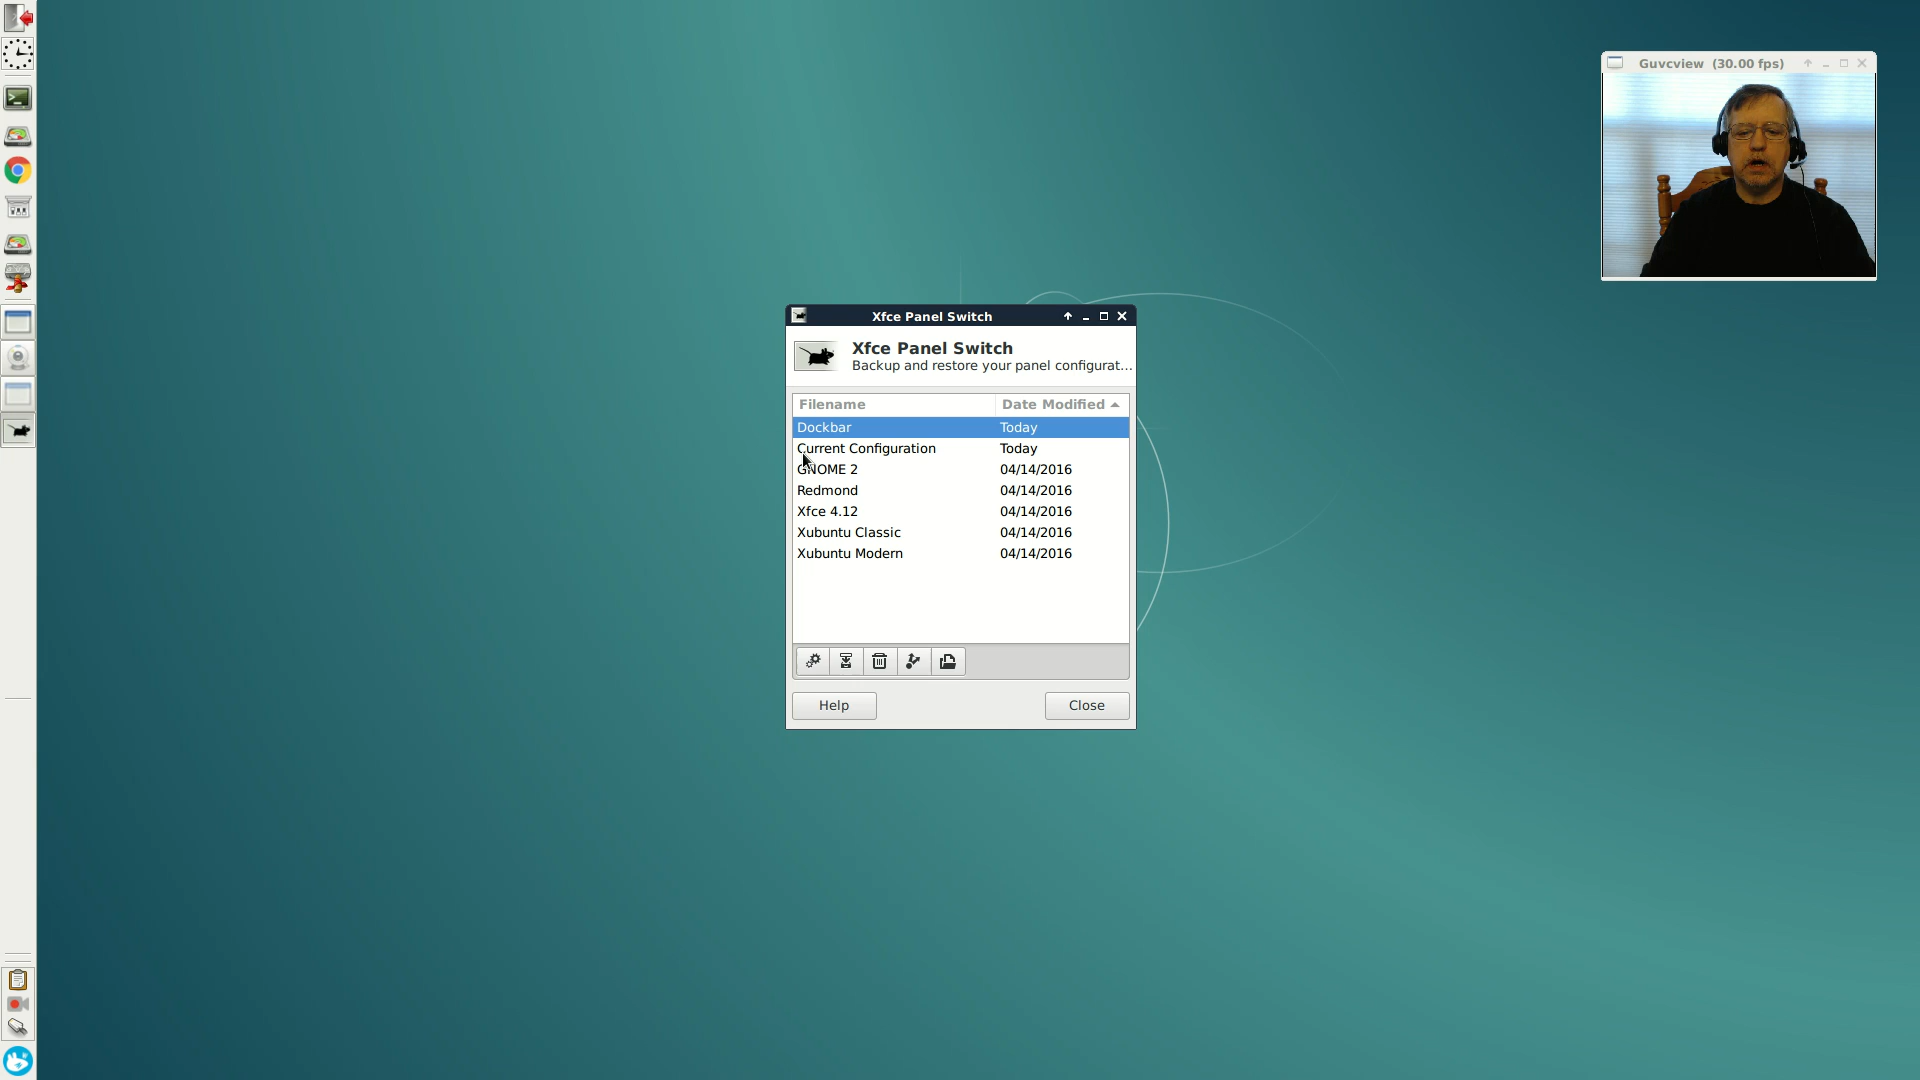 Guvcview (30.00 fps)
Xfce Panel Switch
Xfce Panel Switch
Backup and restore your panel configurat...
Filename Date Modified
Dockbar Today
Current Configuration Today
GNOME 2 04/14/2016
Redmond 04/14/2016
Xfce 4.12 04/14/2016
Xubuntu Classic 04/14/2016
Xubuntu Modern 04/14/2016
Help Close